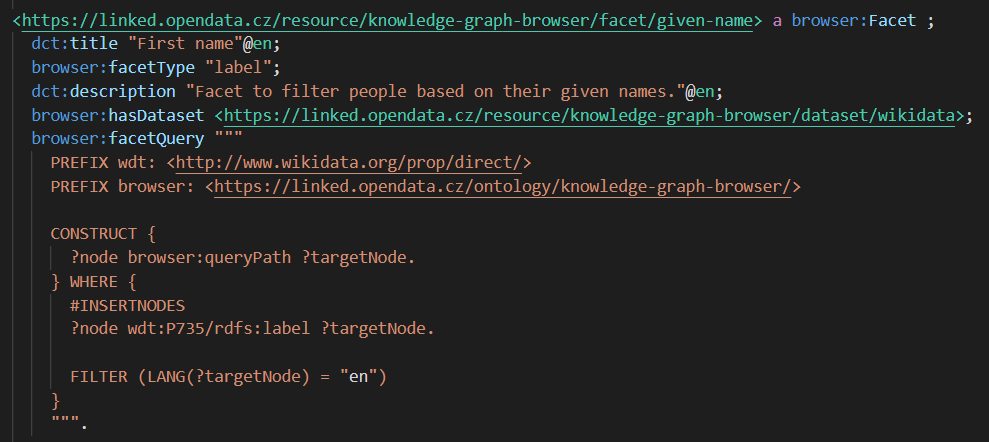 <https://linked.opendata.cz/resource/knowledge-graph-browser/facet/given-name> a browser:Facet ;
dct:title "First name"@en;
browser:facetType "label";
dct:description "Facet to filter people based on their given names."@en;
browser:hasDataset <https://linked.opendata.cz/resource/knowledge-graph-browser/dataset/wikidata>;
browser:facetQuery """
PREFIX wdt: <http://www.wikidata.org/prop/direct/>
PREFIX browser: <https://linked.opendata.cz/ontology/knowledge-graph-browser/>
CONSTRUCT {
?node browser:queryPath ?targetNode.
} WHERE {
#INSERTNODES
?node wdt:P735/rdfs:label ?targetNode.
FILTER (LANG(?targetNode) = "en")
}
""".